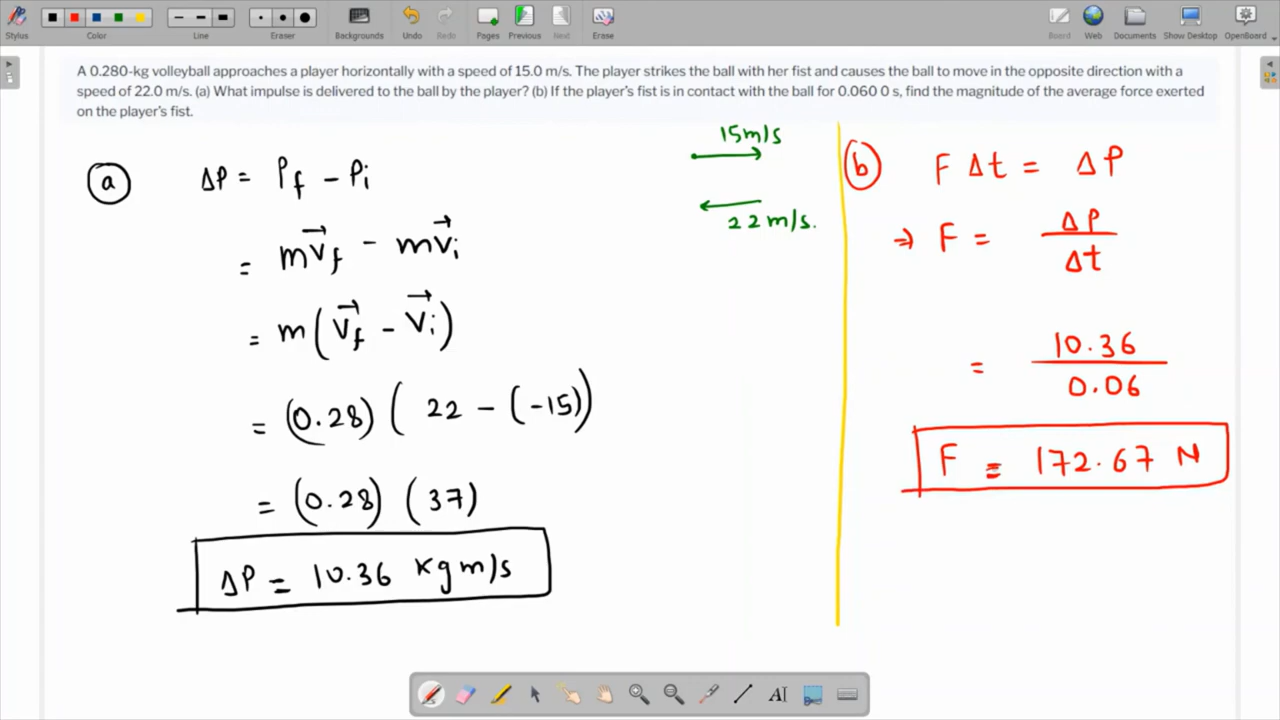 Stylus
Color
Line
Eraser
Backgrounds
Undo
Redo
Pages
Previous
Next
Erase
Board
Web
Documents
Show Desktop
OpenBoard
A 0.280-kg volleyball approaches a player horizontally with a speed of 15.0 m/s. The player strikes the ball with her fist and causes the ball to move in the opposite direction with a
speed of 22.0 m/s. (a) What impulse is delivered to the ball by the player? (b) If the player's fist is in contact with the ball for 0.060 0 s, find the magnitude of the average force exerted
on the player's fist.
15m/s
22m/s.
a
ΔP = Pf - Pi
= mv⃗f - mv⃗i
= m(v⃗f - v⃗i)
= (0.28) (22 - (-15))
= (0.28) (37)
ΔP = 10.36 kg m/s
b
F Δt = ΔP
⇒ F = ΔP / Δt
= 10.36 / 0.06
F = 172.67 N
AI